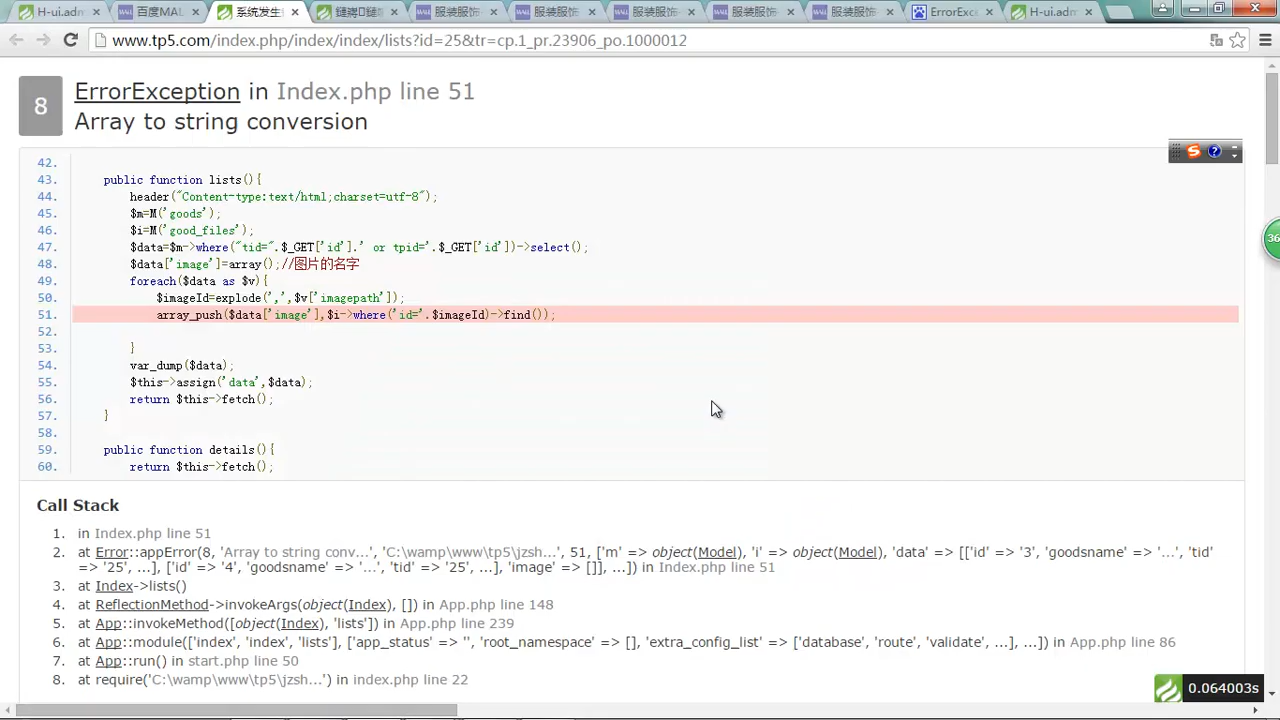 H-ui.adm
百度MAL
系统发生
服装服饰
服装服饰
服装服饰
服装服饰
服装服饰
ErrorExce
H-ui.adm
www.tp5.com/index.php/index/index/lists?id=25&tr=cp.1_pr.23906_po.1000012
8
ErrorException in Index.php line 51
Array to string conversion
42.
43. public function lists(){
44. header("Content-type:text/html;charset=utf-8");
45. $m=M('goods');
46. $i=M('good_files');
47. $data=$m->where("tid=".$_GET['id'].' or tpid='.$_GET['id'])->select();
48. $data['image']=array();//图片的名字
49. foreach($data as $v){
50. $imageId=explode(',',$v['imagepath']);
51. array_push($data['image'],$i->where('id='.$imageId)->find());
52.
53. }
54. var_dump($data);
55. $this->assign('data',$data);
56. return $this->fetch();
57. }
58.
59. public function details(){
60. return $this->fetch();
36
Call Stack
1. in Index.php line 51
2. at Error::appError(8, 'Array to string conv...', 'C:\wamp\www\tp5\jzsh...', 51, ['m' => object(Model), 'i' => object(Model), 'data' => [['id' => '3', 'goodsname' => '...', 'tid'
=> '25', ...], ['id' => '4', 'goodsname' => '...', 'tid' => '25', ...], 'image' => []], ...]) in Index.php line 51
3. at Index->lists()
4. at ReflectionMethod->invokeArgs(object(Index), []) in App.php line 148
5. at App::invokeMethod([object(Index), 'lists']) in App.php line 239
6. at App::module(['index', 'index', 'lists'], ['app_status' => '', 'root_namespace' => [], 'extra_config_list' => ['database', 'route', 'validate', ...], ...]) in App.php line 86
7. at App::run() in start.php line 50
8. at require('C:\wamp\www\tp5\jzsh...') in index.php line 22
0.064003s